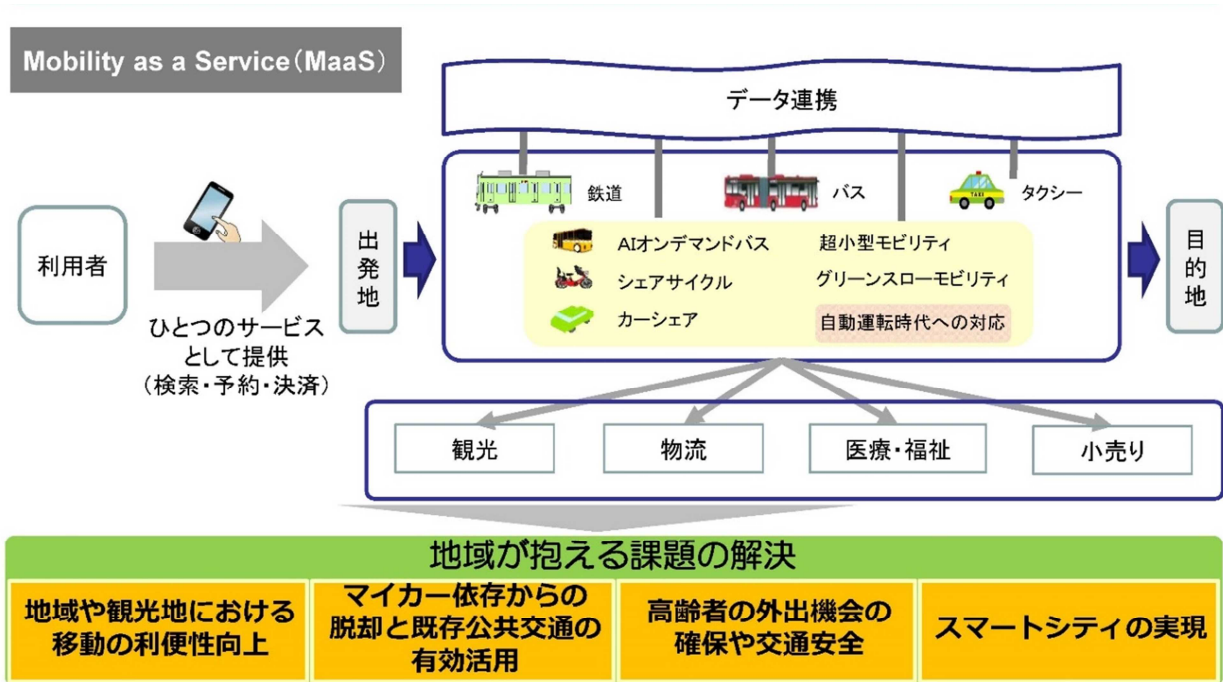 Mobility as a Service(MaaS)
データ連携
鉄道
バス
タクシー
TAXI
AIオンデマンドバス
超小型モビリティ
シェアサイクル
グリーンスローモビリティ
カーシェア
自動運転時代への対応
利用者
出発地
目的地
ひとつのサービス
として提供
(検索・予約・決済)
観光
物流
医療・福祉
小売り
地域が抱える課題の解決
地域や観光地における
移動の利便性向上
マイカー依存からの
脱却と既存公共交通の
有効活用
高齢者の外出機会の
確保や交通安全
スマートシティの実現